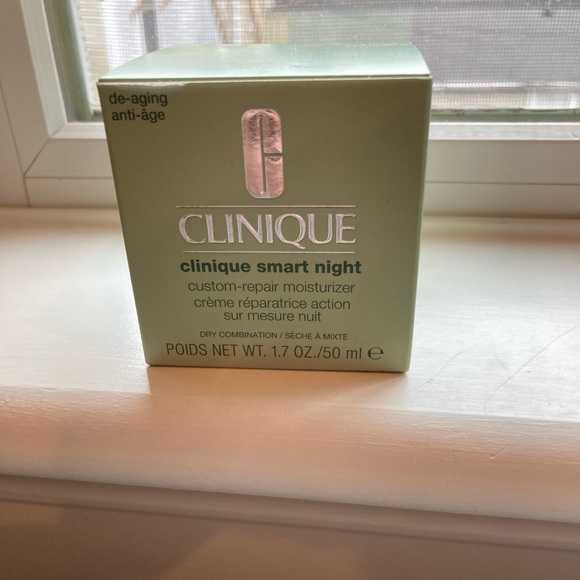 de-aging
anti-âge
CLINIQUE
clinique smart night
custom-repair moisturizer
crème réparatrice action
sur mesure nuit
DRY COMBINATION / SÈCHE À MIXTE
POIDS NET WT. 1.7 OZ./50 ml ℮